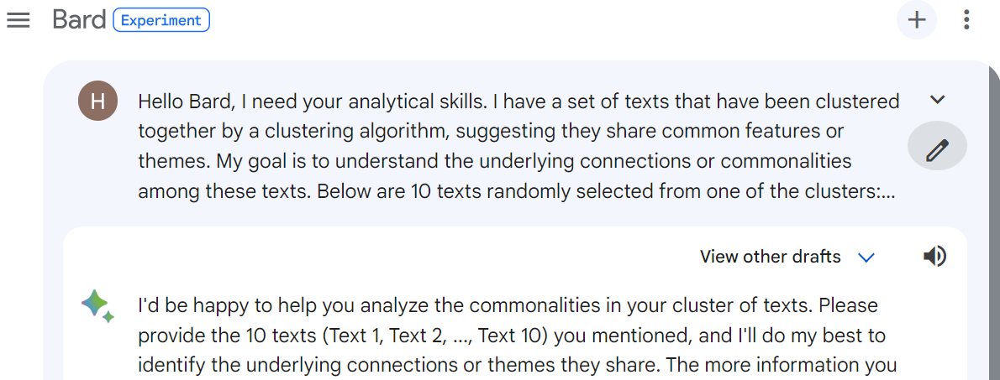 Bard Experiment
H
Hello Bard, I need your analytical skills. I have a set of texts that have been clustered
together by a clustering algorithm, suggesting they share common features or
themes. My goal is to understand the underlying connections or commonalities
among these texts. Below are 10 texts randomly selected from one of the clusters:...
View other drafts
I'd be happy to help you analyze the commonalities in your cluster of texts. Please
provide the 10 texts (Text 1, Text 2, ..., Text 10) you mentioned, and I'll do my best to
identify the underlying connections or themes they share. The more information you